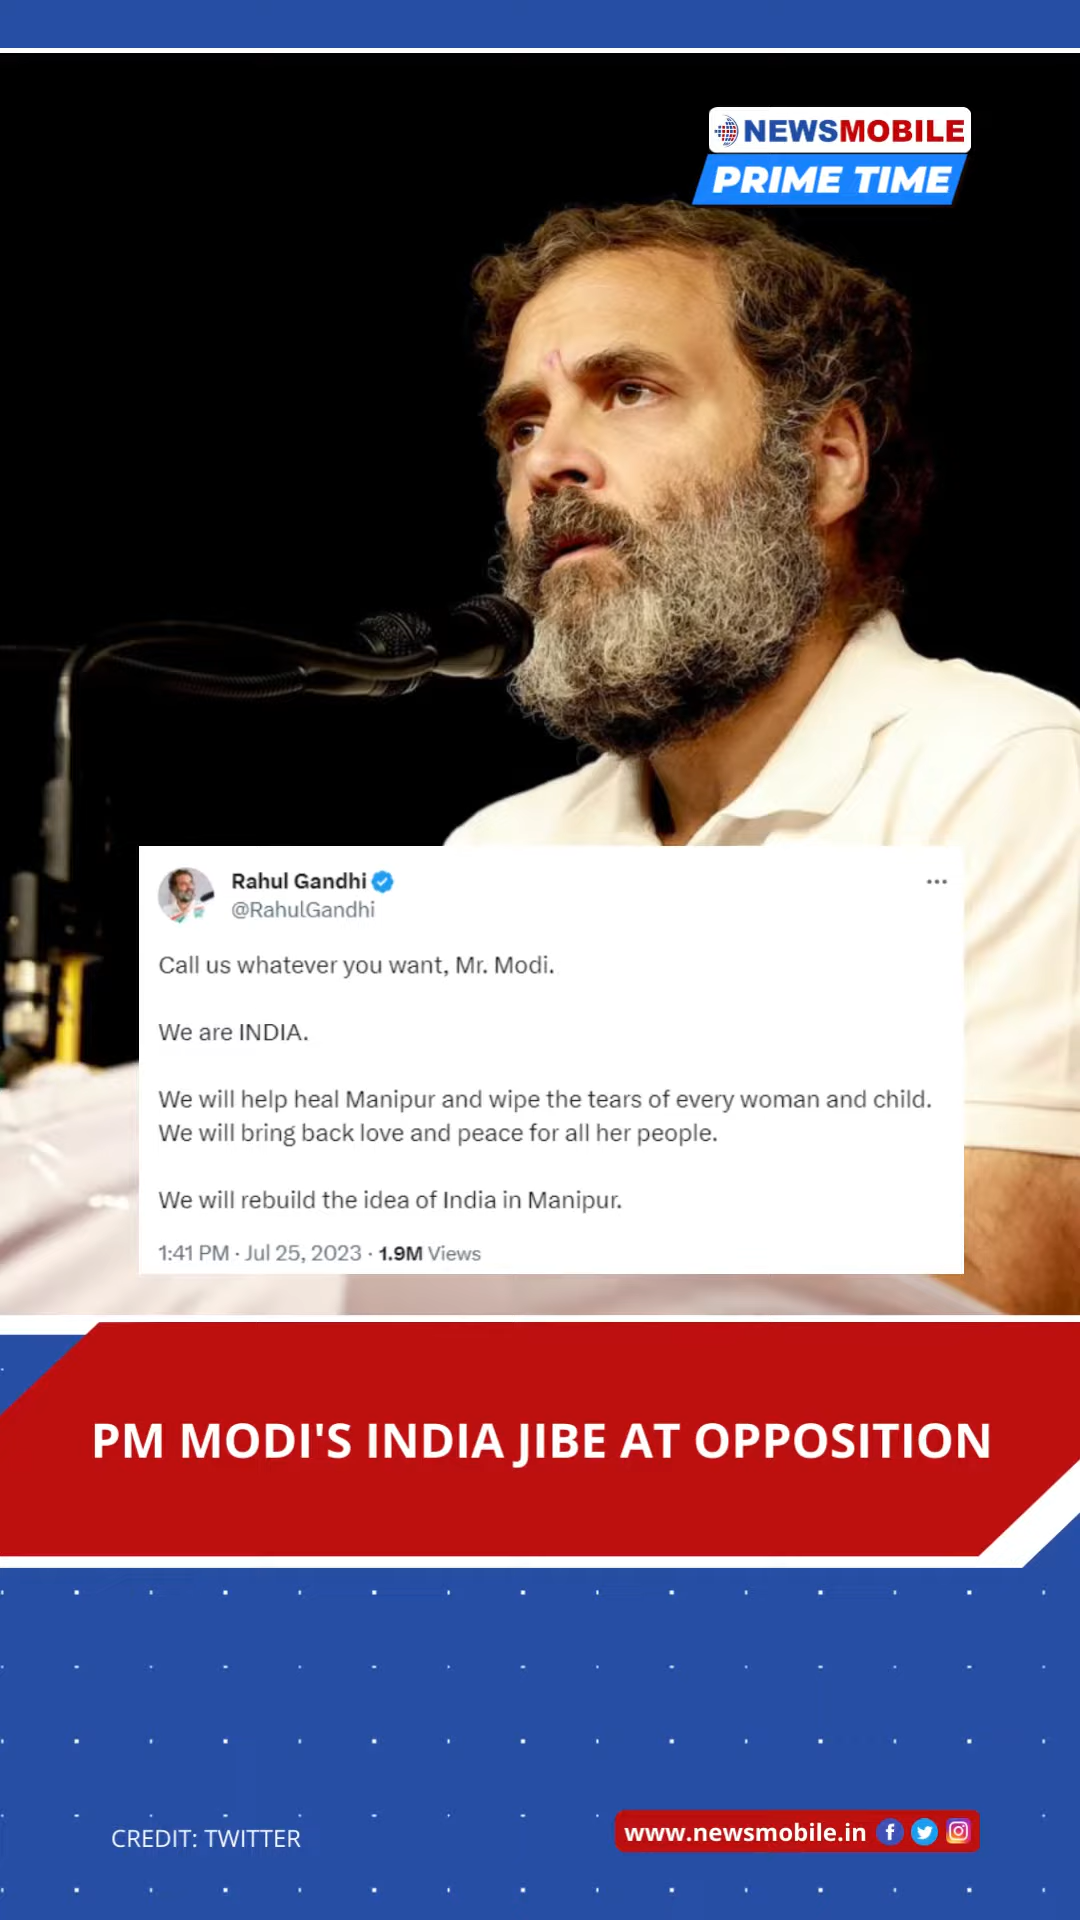 NEWSMOBILE
PRIME TIME
Rahul Gandhi
@RahulGandhi
Call us whatever you want, Mr. Modi.
We are INDIA.
We will help heal Manipur and wipe the tears of every woman and child.
We will bring back love and peace for all her people.
We will rebuild the idea of India in Manipur.
1:41 PM · Jul 25, 2023 · 1.9M Views
PM MODI'S INDIA JIBE AT OPPOSITION
CREDIT: TWITTER
www.newsmobile.in